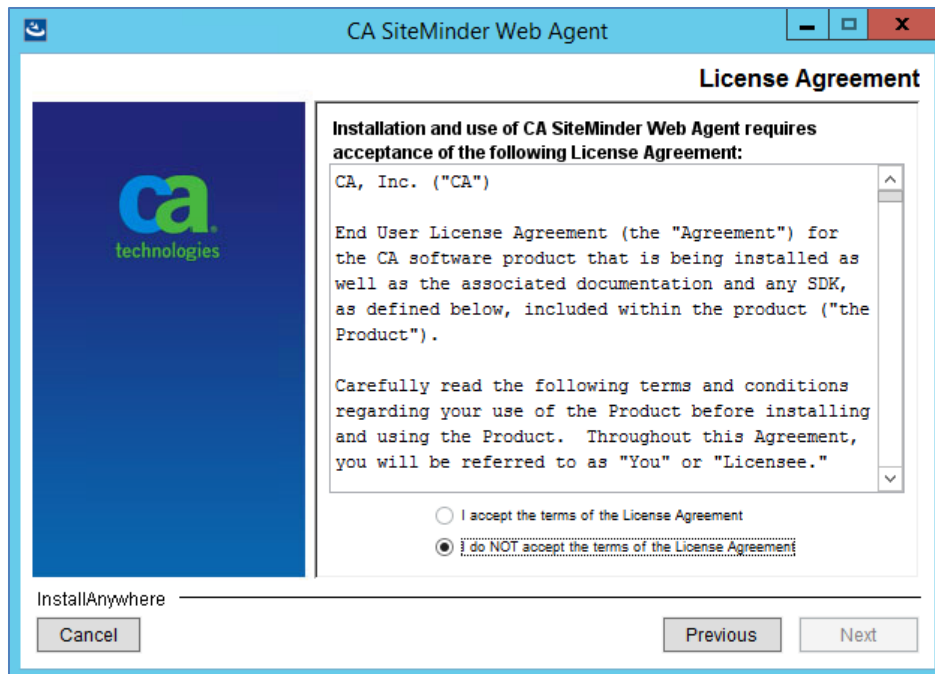 CA SiteMinder Web Agent
License Agreement
ca
technologies
Installation and use of CA SiteMinder Web Agent requires
acceptance of the following License Agreement:
CA, Inc. ("CA")
End User License Agreement (the "Agreement") for
the CA software product that is being installed as
well as the associated documentation and any SDK,
as defined below, included within the product ("the
Product").
Carefully read the following terms and conditions
regarding your use of the Product before installing
and using the Product.  Throughout this Agreement,
you will be referred to as "You" or "Licensee."
I accept the terms of the License Agreement
I do NOT accept the terms of the License Agreement
InstallAnywhere
Cancel
Previous
Next